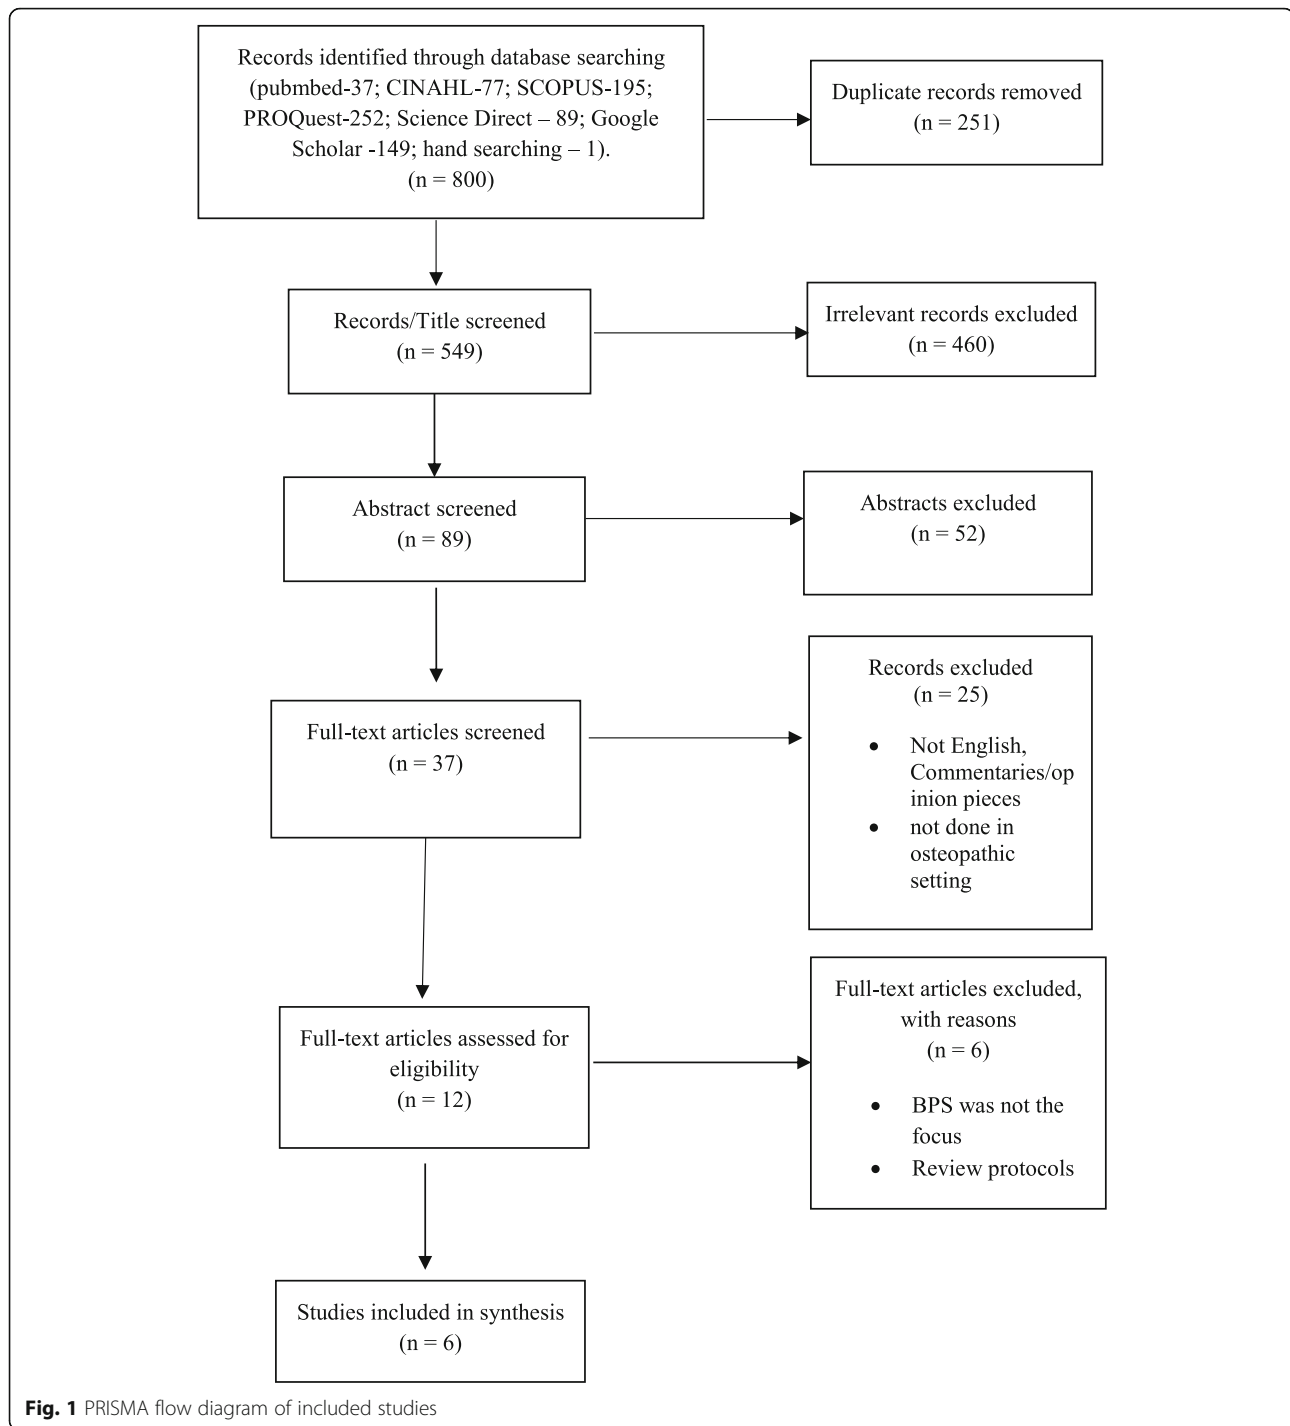 Records identified through database searching
(pubmbed-37; CINAHL-77; SCOPUS-195;
PROQuest-252; Science Direct – 89; Google
Scholar -149; hand searching – 1).
(n = 800)
Duplicate records removed
(n = 251)
Records/Title screened
(n = 549)
Irrelevant records excluded
(n = 460)
Abstract screened
(n = 89)
Abstracts excluded
(n = 52)
Full-text articles screened
(n = 37)
Records excluded
(n = 25)
• Not English,
Commentaries/op
inion pieces
• not done in
osteopathic
setting
Full-text articles assessed for
eligibility
(n = 12)
Full-text articles excluded,
with reasons
(n = 6)
• BPS was not the
focus
• Review protocols
Studies included in synthesis
(n = 6)
Fig. 1 PRISMA flow diagram of included studies